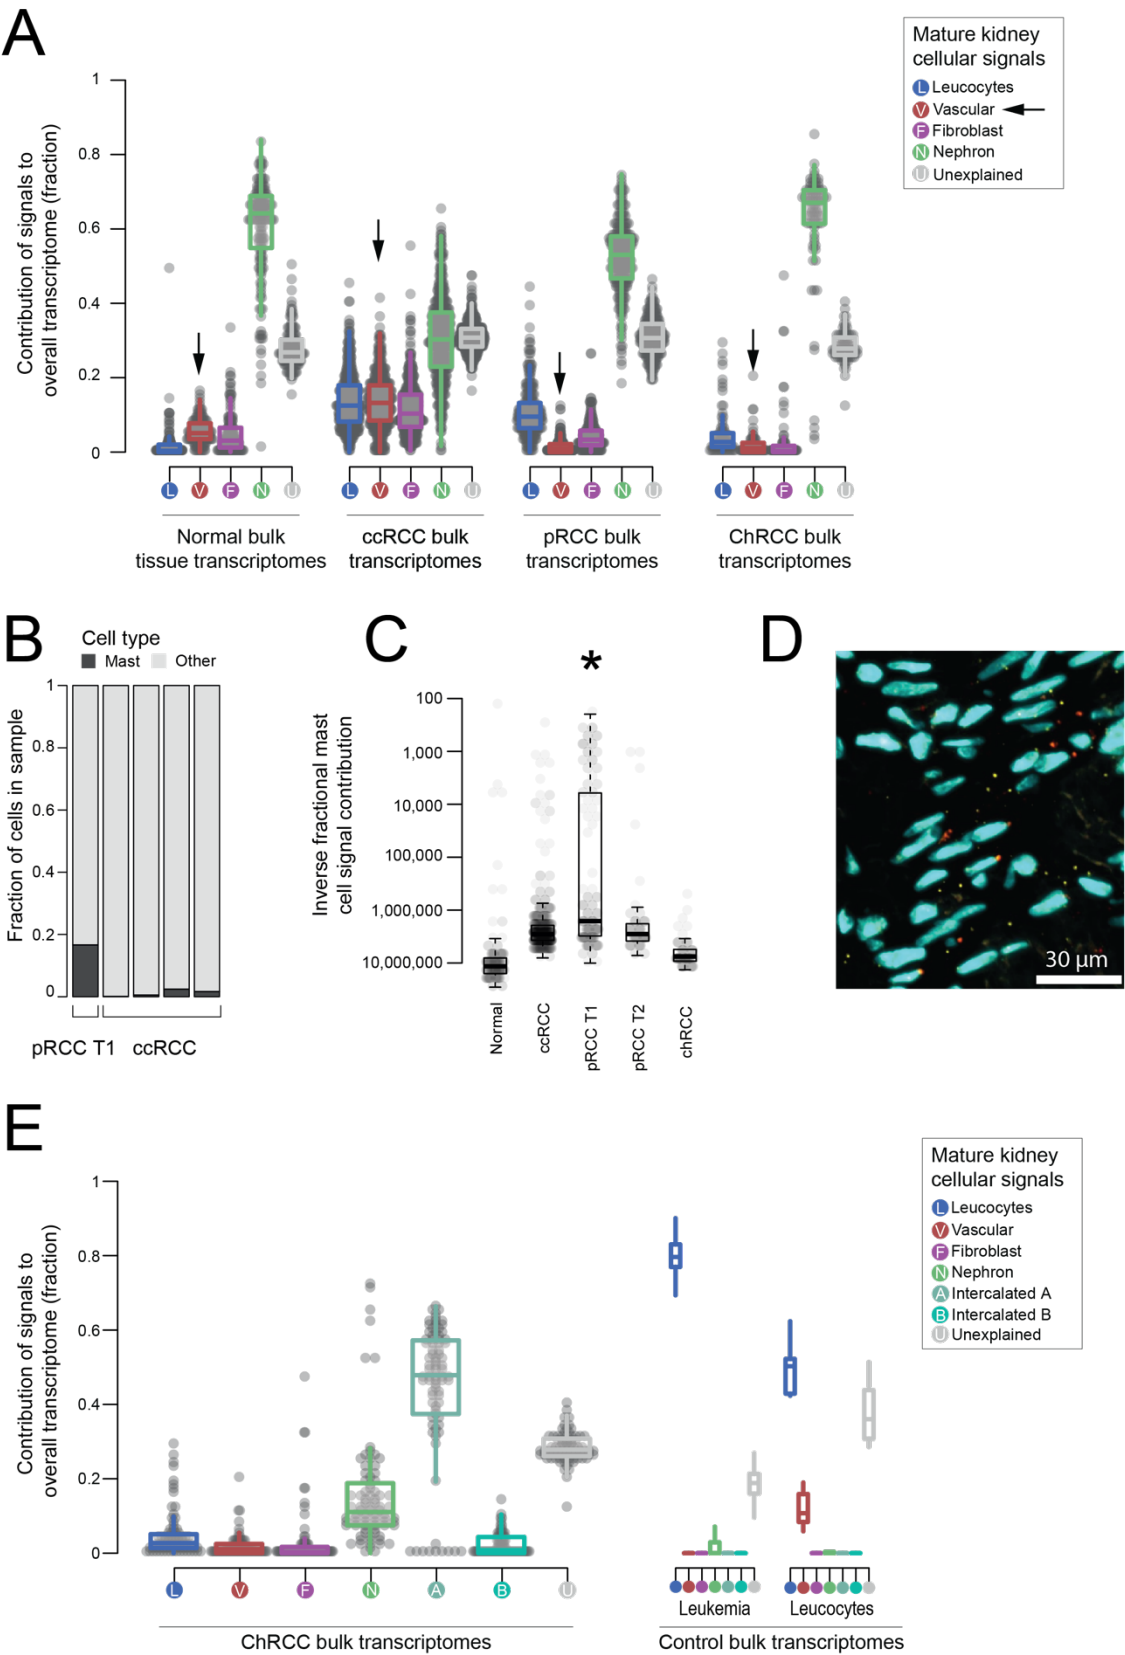 A
Mature kidney
cellular signals
L Leucocytes
V Vascular
F Fibroblast
N Nephron
U Unexplained
Contribution of signals to
overall transcriptome (fraction)
1
0.8
0.6
0.4
0.2
0
L V F N U
L V F N U
L V F N U
L V F N U
Normal bulk
tissue transcriptomes
ccRCC bulk
transcriptomes
pRCC bulk
transcriptomes
ChRCC bulk
transcriptomes
B
Cell type
Mast Other
Fraction of cells in sample
1
0.8
0.6
0.4
0.2
0
pRCC T1 ccRCC
C
*
Inverse fractional mast
cell signal contribution
100
1,000
10,000
100,000
1,000,000
10,000,000
Normal
ccRCC
pRCC T1
pRCC T2
chRCC
D
30 µm
E
Mature kidney
cellular signals
L Leucocytes
V Vascular
F Fibroblast
N Nephron
A Intercalated A
B Intercalated B
U Unexplained
Contribution of signals to
overall transcriptome (fraction)
1
0.8
0.6
0.4
0.2
0
L V F N A B U
Leukemia Leucocytes
ChRCC bulk transcriptomes
Control bulk transcriptomes